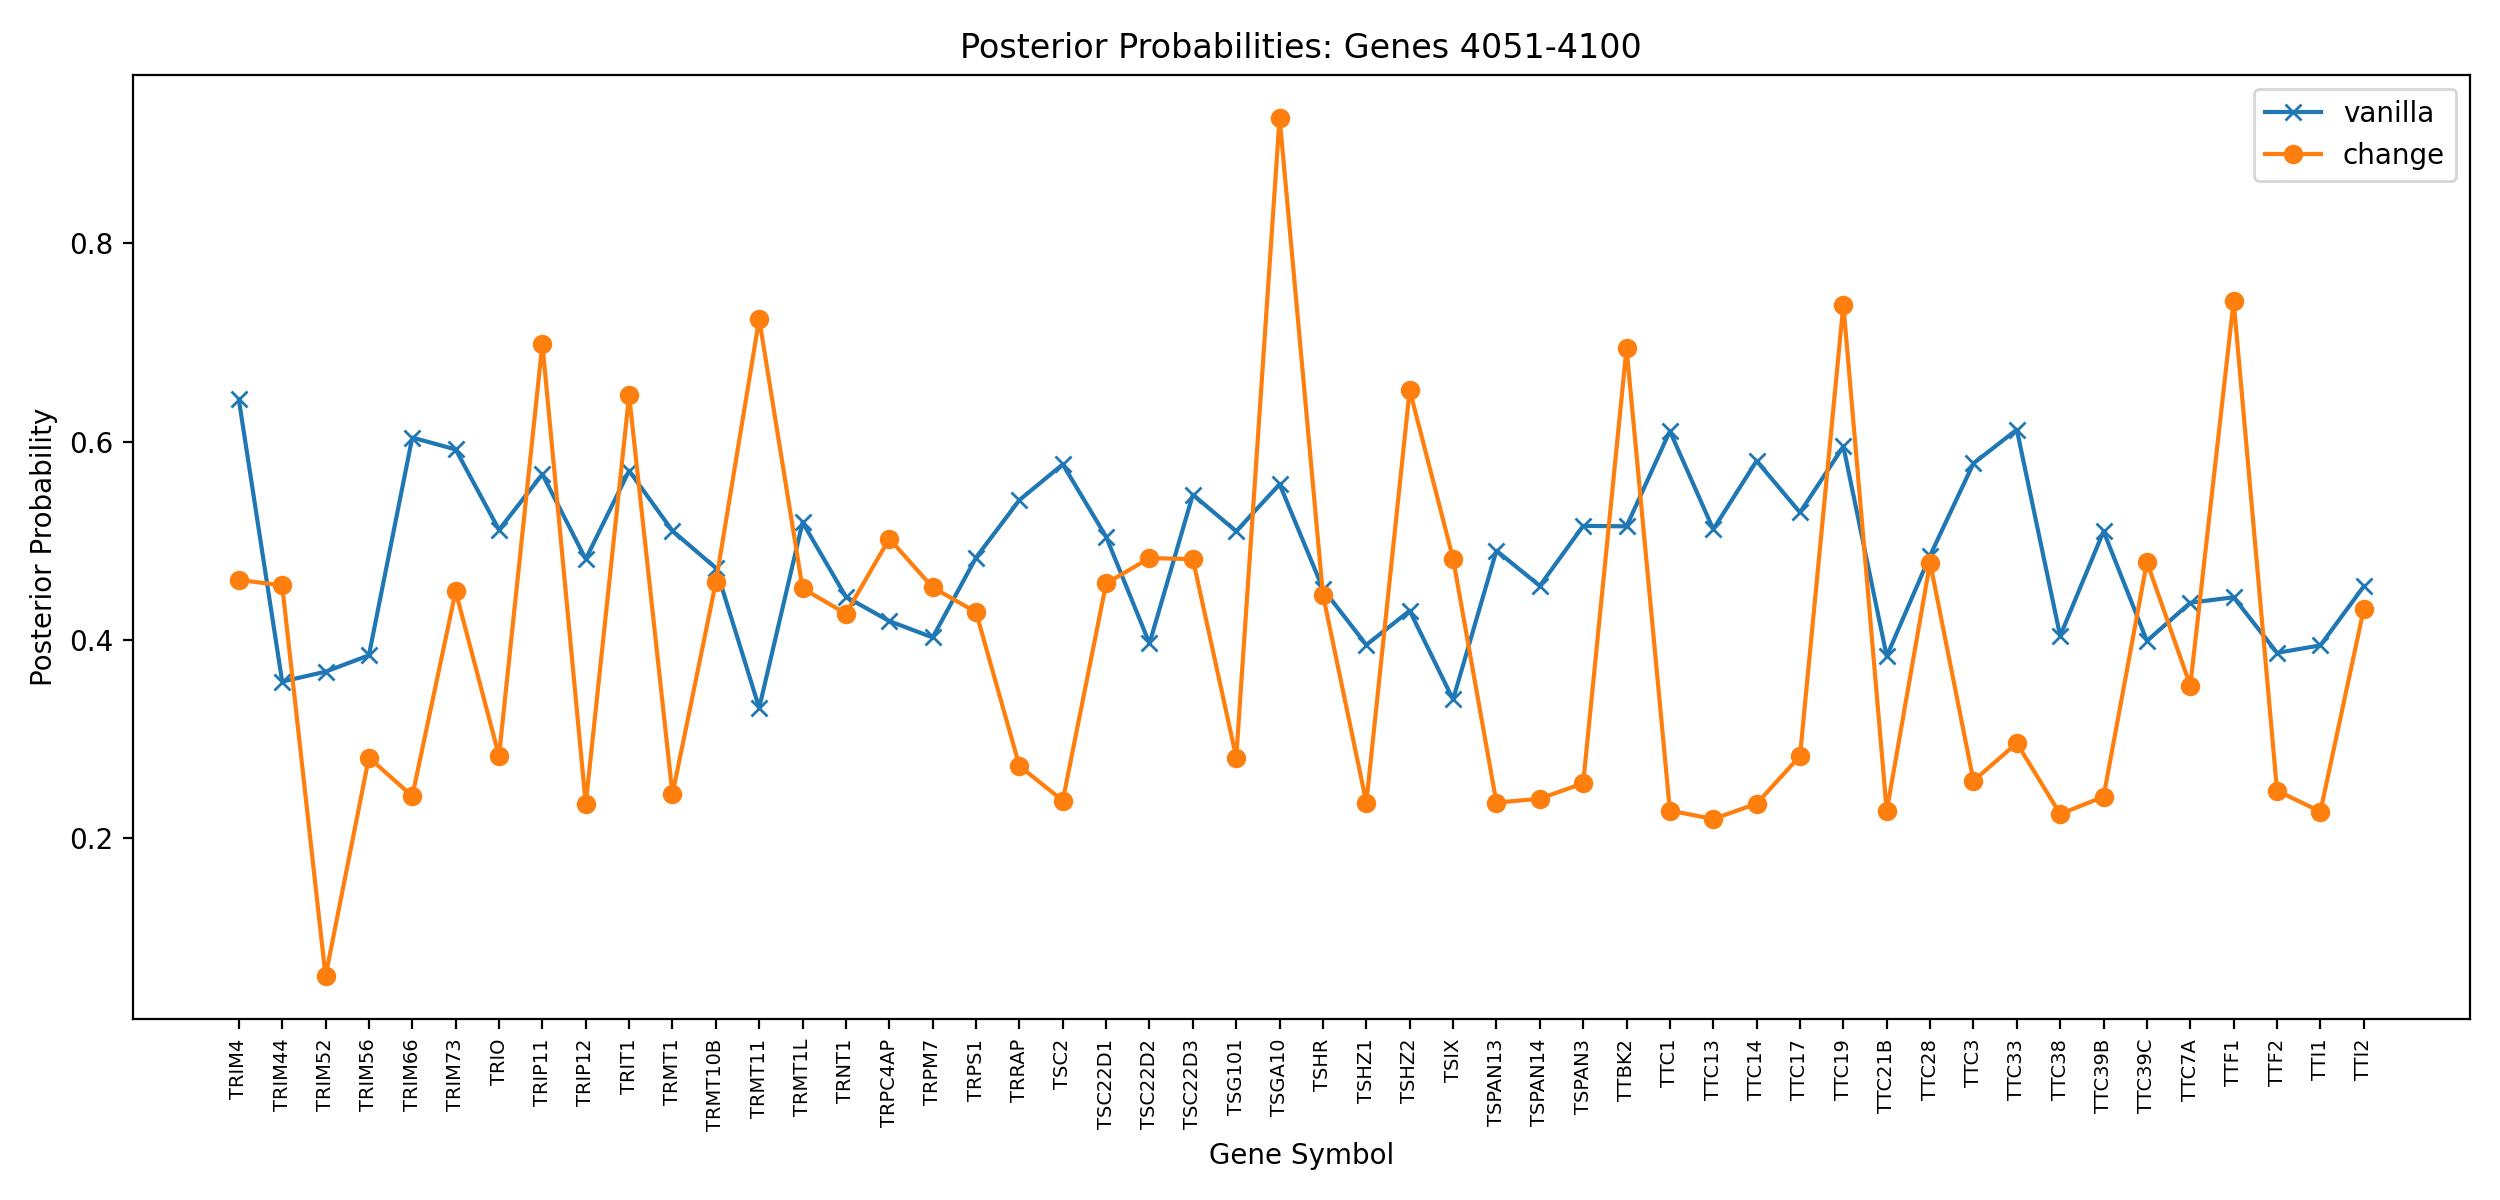 Posterior Probabilities: Genes 4051-4100
vanilla
change
Posterior Probability
0.8
0.6
0.4
0.2
TRIM4
TRIM44
TRIM52
TRIM56
TRIM66
TRIM73
TRIO
TRIP11
TRIP12
TRIT1
TRMT1
TRMT10B
TRMT11
TRMT1L
TRNT1
TRPC4AP
TRPM7
TRPS1
TRRAP
TSC2
TSC22D1
TSC22D2
TSC22D3
TSG101
TSGA10
TSHR
TSHZ1
TSHZ2
TSIX
TSPAN13
TSPAN14
TSPAN3
TTBK2
TTC1
TTC13
TTC14
TTC17
TTC19
TTC21B
TTC28
TTC3
TTC33
TTC38
TTC39B
TTC39C
TTC7A
TTF1
TTF2
TTI1
TTI2
Gene Symbol